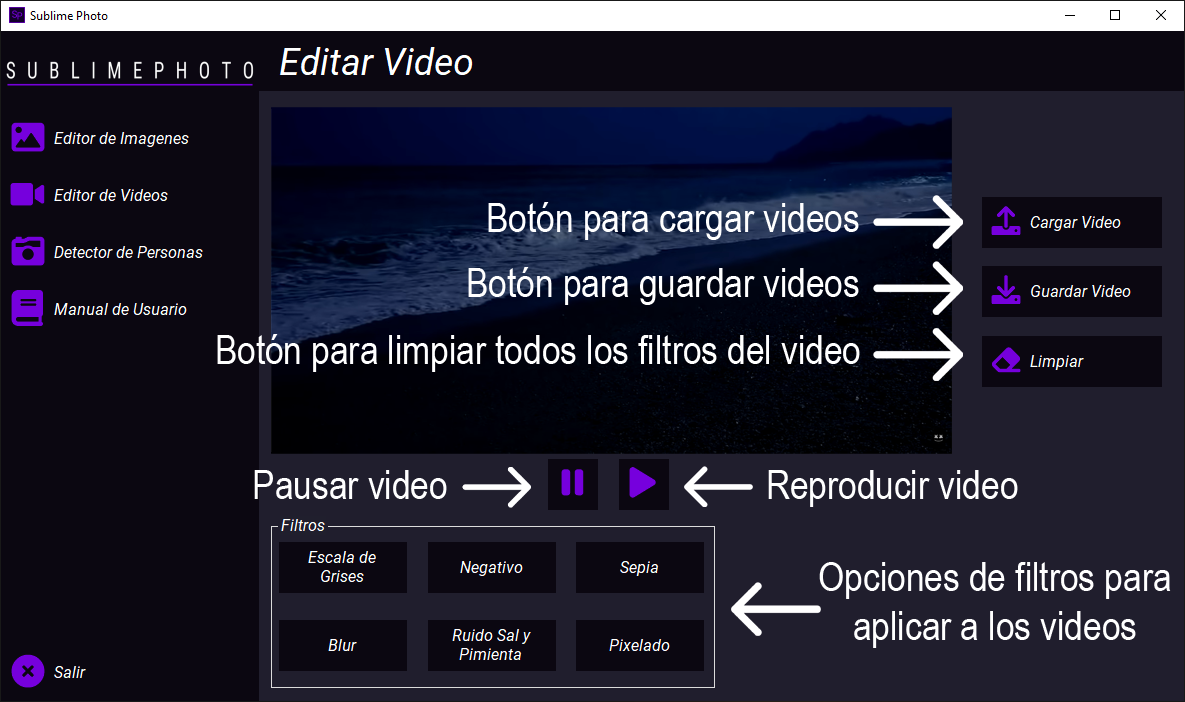 Sublime Photo
SUBLIMEPHOTO
Editar Video
Editor de Imagenes
Editor de Videos
Detector de Personas
Manual de Usuario
Salir
Botón para cargar videos
Cargar Video
Botón para guardar videos
Guardar Video
Botón para limpiar todos los filtros del video
Limpiar
Pausar video
Reproducir video
Filtros
Escala de
Grises
Negativo
Sepia
Blur
Ruido Sal y
Pimienta
Pixelado
Opciones de filtros para
aplicar a los videos